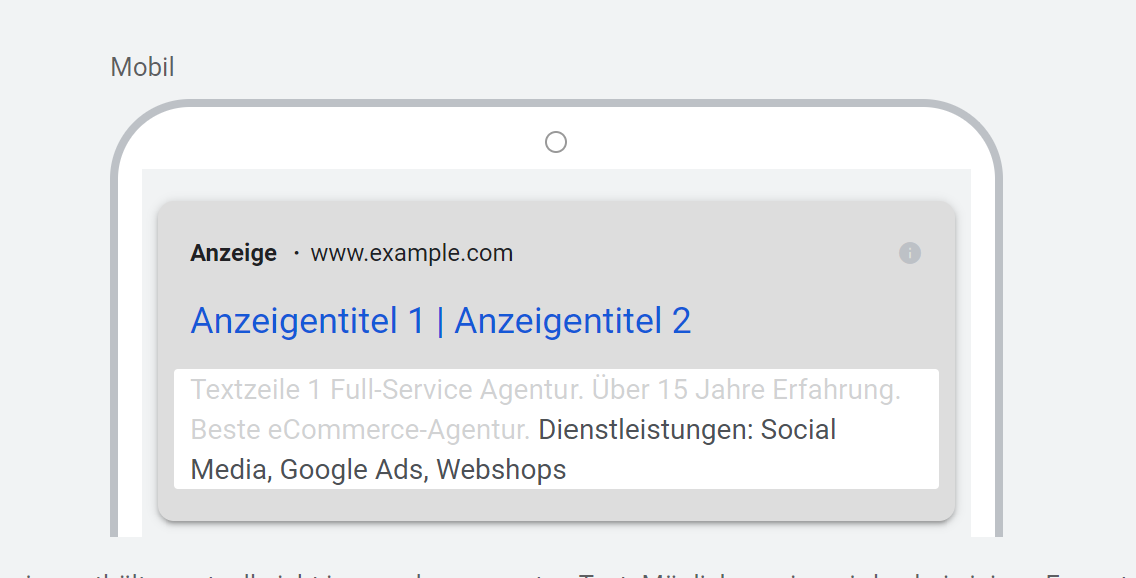 Mobil
Anzeige · www.example.com
Anzeigentitel 1 | Anzeigentitel 2
Textzeile 1 Full-Service Agentur. Über 15 Jahre Erfahrung.
Beste eCommerce-Agentur. Dienstleistungen: Social
Media, Google Ads, Webshops